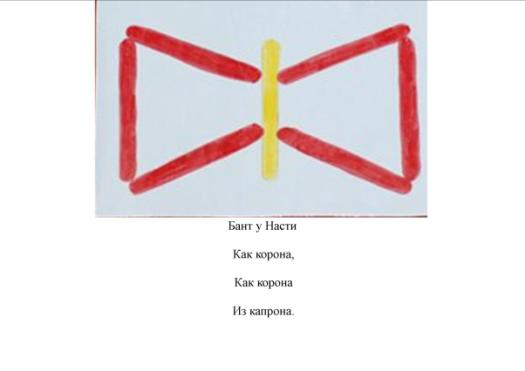 Бант у Насти
Как корона,
Как корона
Из капрона.